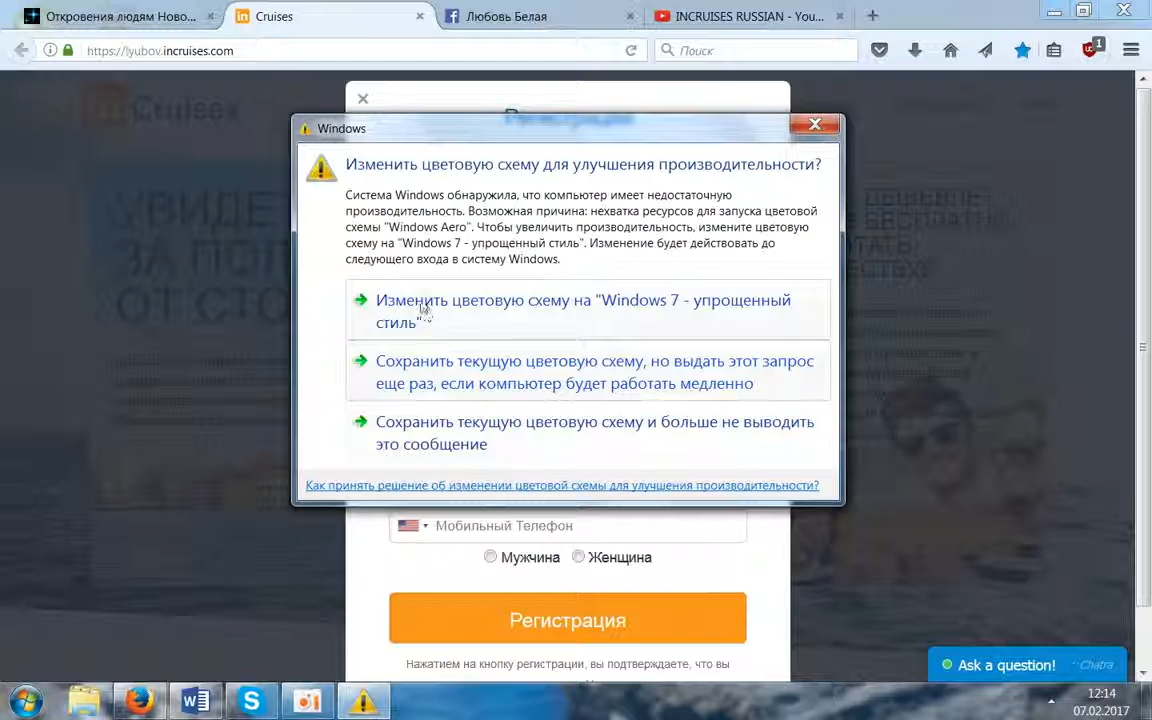 Откровения людям Ново...
Cruises
Любовь Белая
INCRUISES RUSSIAN - You...
https://lyubov.incruises.com
Поиск
1
Cruises
Регистрация
Windows
Изменить цветовую схему для улучшения производительности?
Система Windows обнаружила, что компьютер имеет недостаточную
производительность. Возможная причина: нехватка ресурсов для запуска цветовой
схемы "Windows Aero". Чтобы увеличить производительность, измените цветовую
схему на "Windows 7 - упрощенный стиль". Изменение будет действовать до
следующего входа в систему Windows.
Изменить цветовую схему на "Windows 7 - упрощенный
стиль"
Сохранить текущую цветовую схему, но выдать этот запрос
еще раз, если компьютер будет работать медленно
Сохранить текущую цветовую схему и больше не выводить
это сообщение
Как принять решение об изменении цветовой схемы для улучшения производительности?
Мобильный Телефон
Мужчина Женщина
Регистрация
Нажатием на кнопку регистрации, вы подтверждаете, что вы
Ask a question! Chatra
12:14
07.02.2017